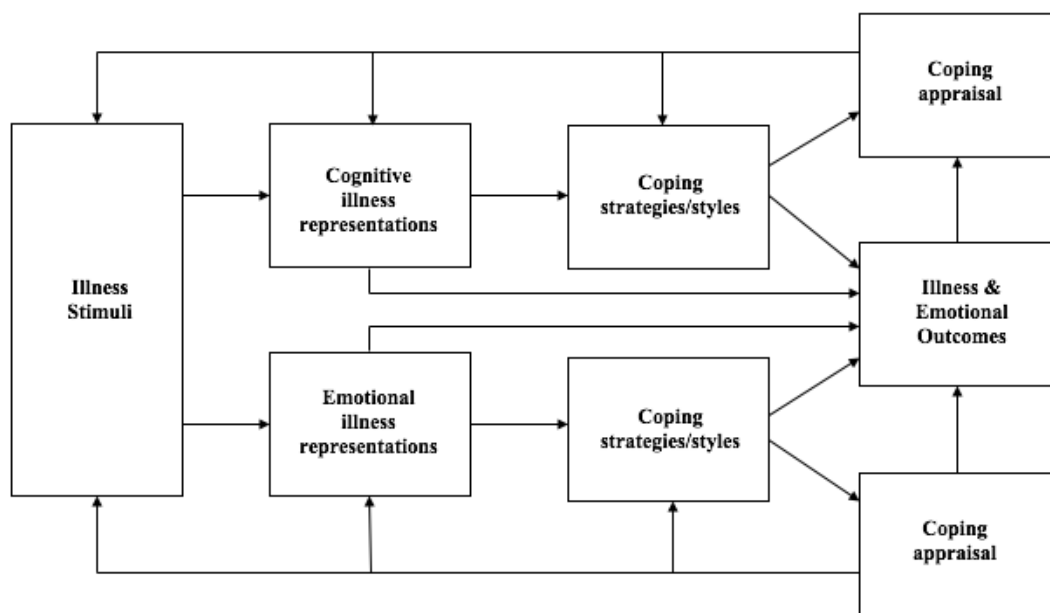 Coping
appraisal
Cognitive
illness
representations
Coping
strategies/styles
Illness
Stimuli
Illness &
Emotional
Outcomes
Emotional
illness
representations
Coping
strategies/styles
Coping
appraisal